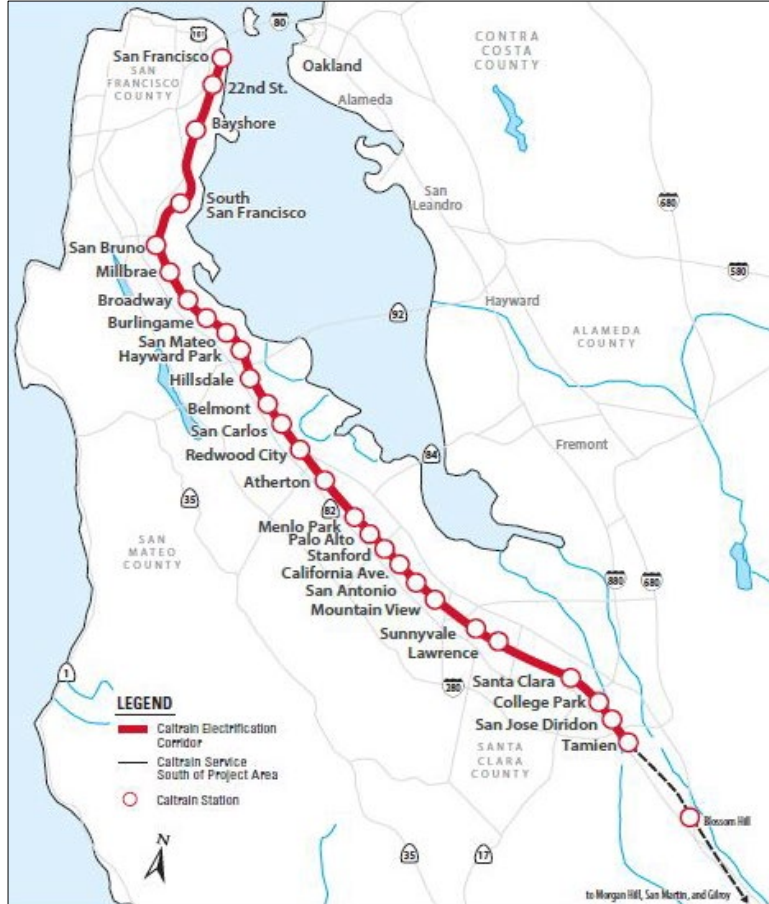 101
80
CONTRA
COSTA
COUNTY
San Francisco
SAN
FRANCISCO
COUNTY
Oakland
22nd St.
Alameda
Bayshore
San
Leandro
680
South
San Francisco
San Bruno
580
Millbrae
Broadway
Hayward
92
Burlingame
San Mateo
ALAMEDA
COUNTY
Hayward Park
Hillsdale
Belmont
San Carlos
Fremont
Redwood City
84
Atherton
35
82
Menlo Park
SAN
MATEO
COUNTY
Palo Alto
Stanford
California Ave.
880
680
San Antonio
Mountain View
Sunnyvale
Lawrence
1
280
Santa Clara
College Park
San Jose Diridon
Tamien
SANTA
CLARA
COUNTY
LEGEND
Caltrain Electrification
Corridor
Caltrain Service
South of Project Area
Caltrain Station
N
Blossom Hill
35
17
to Morgan Hill, San Martin, and Gilroy